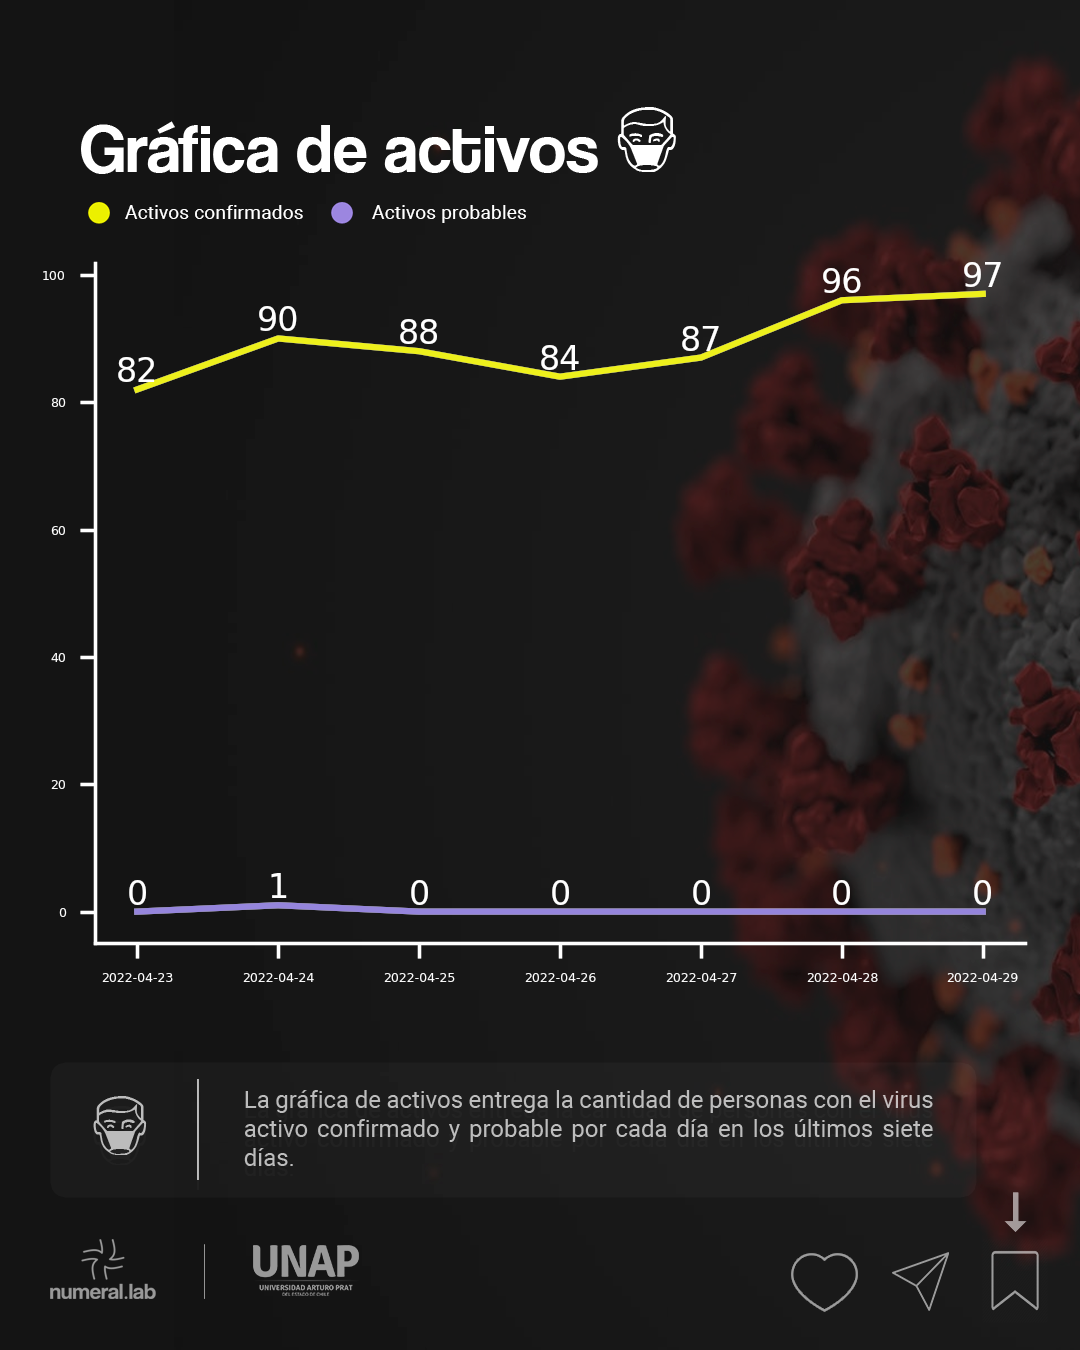 Gráfica de activos
Activos confirmados Activos probables
100
80
60
40
20
0
82 90 88 84 87 96 97
0 1 0 0 0 0 0
2022-04-23 2022-04-24 2022-04-25 2022-04-26 2022-04-27 2022-04-28 2022-04-29
La gráfica de activos entrega la cantidad de personas con el virus
activo confirmado y probable por cada día en los últimos siete
días.
numeral.lab
UNAP
UNIVERSIDAD ARTURO PRAT
DEL ESTADO DE CHILE